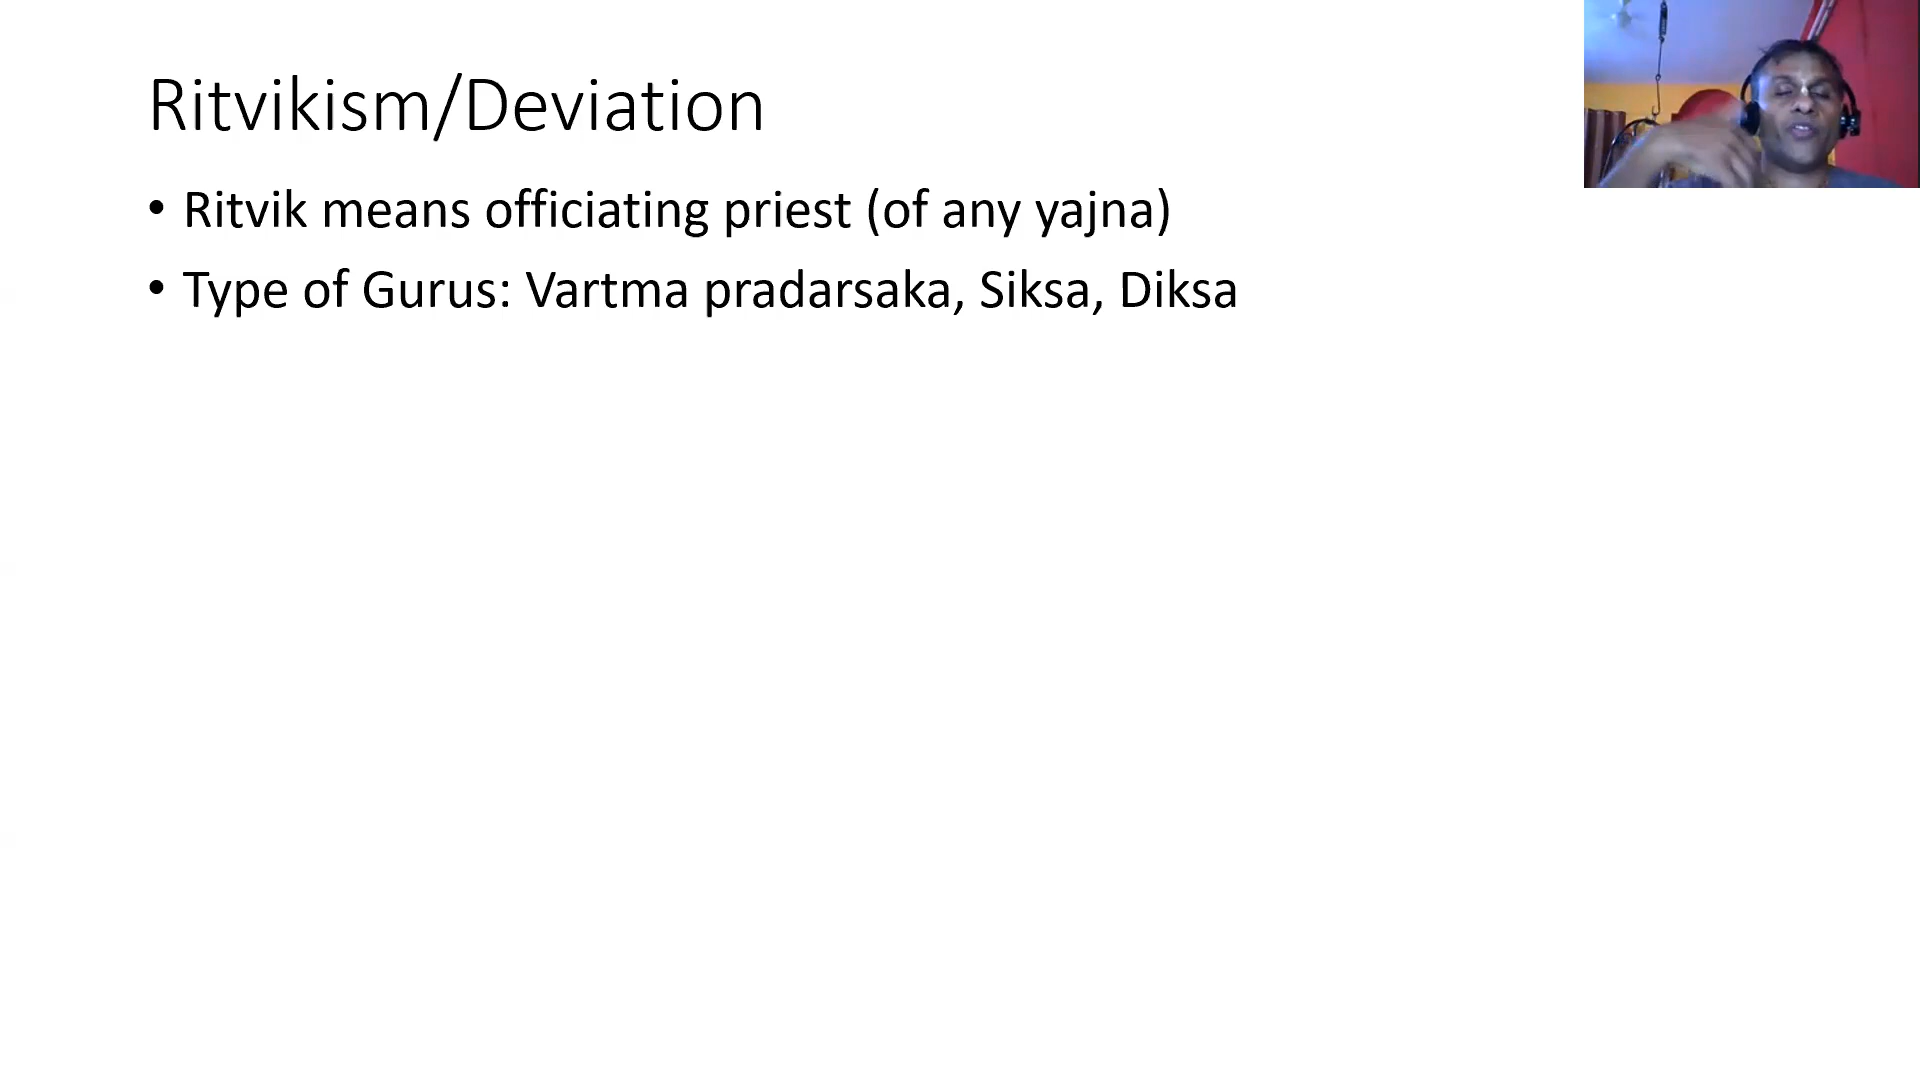 Ritvikism/Deviation
• Ritvik means officiating priest (of any yajna)
• Type of Gurus: Vartma pradarsaka, Siksa, Diksa